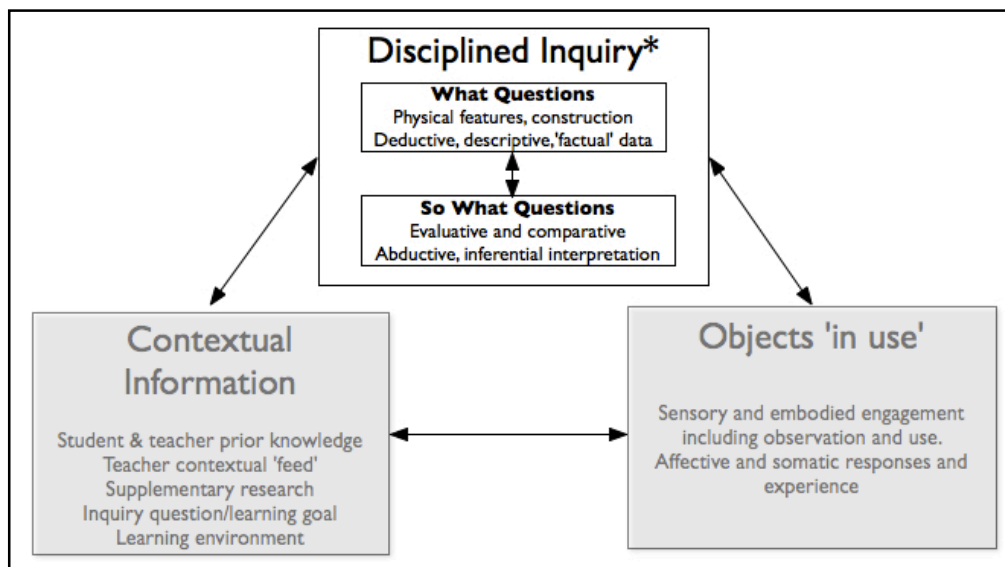 Disciplined Inquiry*
What Questions
Physical features, construction
Deductive, descriptive,'factual' data
So What Questions
Evaluative and comparative
Abductive, inferential interpretation
Contextual
Information
Student & teacher prior knowledge
Teacher contextual 'feed'
Supplementary research
Inquiry question/learning goal
Learning environment
Objects 'in use'
Sensory and embodied engagement
including observation and use.
Affective and somatic responses and
experience